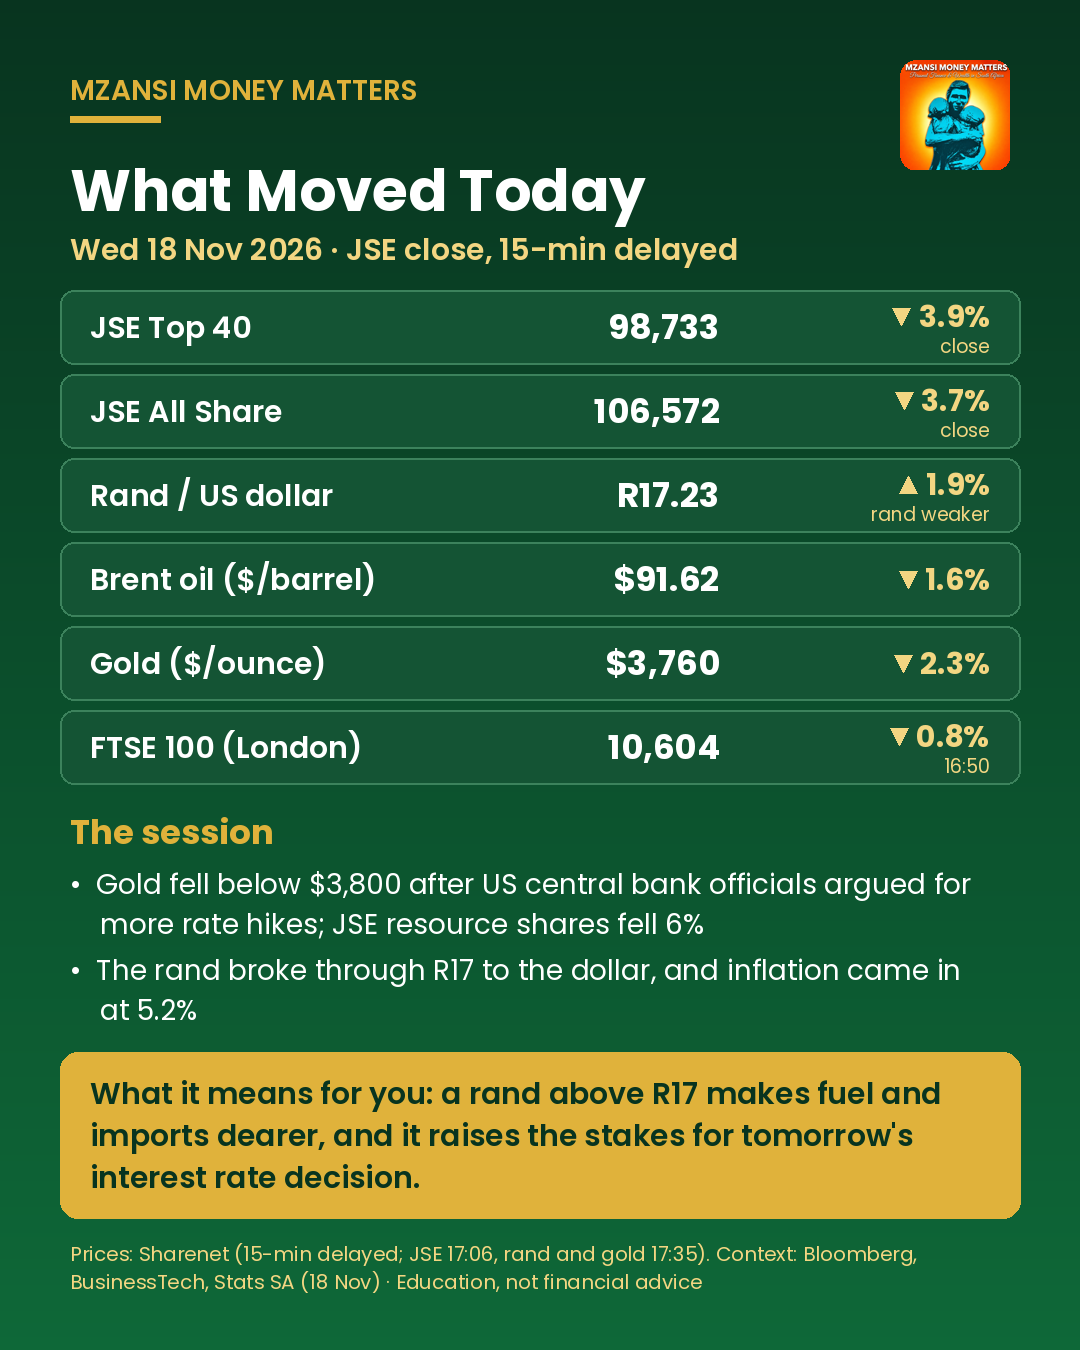 MZANSI MONEY MATTERS
MZANSI MONEY MATTERS
What Moved Today
Wed 18 Nov 2026 · JSE close, 15-min delayed
JSE Top 40 98,733 ▼ 3.9%
close
JSE All Share 106,572 ▼ 3.7%
close
Rand / US dollar R17.23 ▲ 1.9%
rand weaker
Brent oil ($/barrel) $91.62 ▼ 1.6%
Gold ($/ounce) $3,760 ▼ 2.3%
FTSE 100 (London) 10,604 ▼ 0.8%
16:50
The session
• Gold fell below $3,800 after US central bank officials argued for
more rate hikes; JSE resource shares fell 6%
• The rand broke through R17 to the dollar, and inflation came in
at 5.2%
What it means for you: a rand above R17 makes fuel and
imports dearer, and it raises the stakes for tomorrow's
interest rate decision.
Prices: Sharenet (15-min delayed; JSE 17:06, rand and gold 17:35). Context: Bloomberg,
BusinessTech, Stats SA (18 Nov) · Education, not financial advice